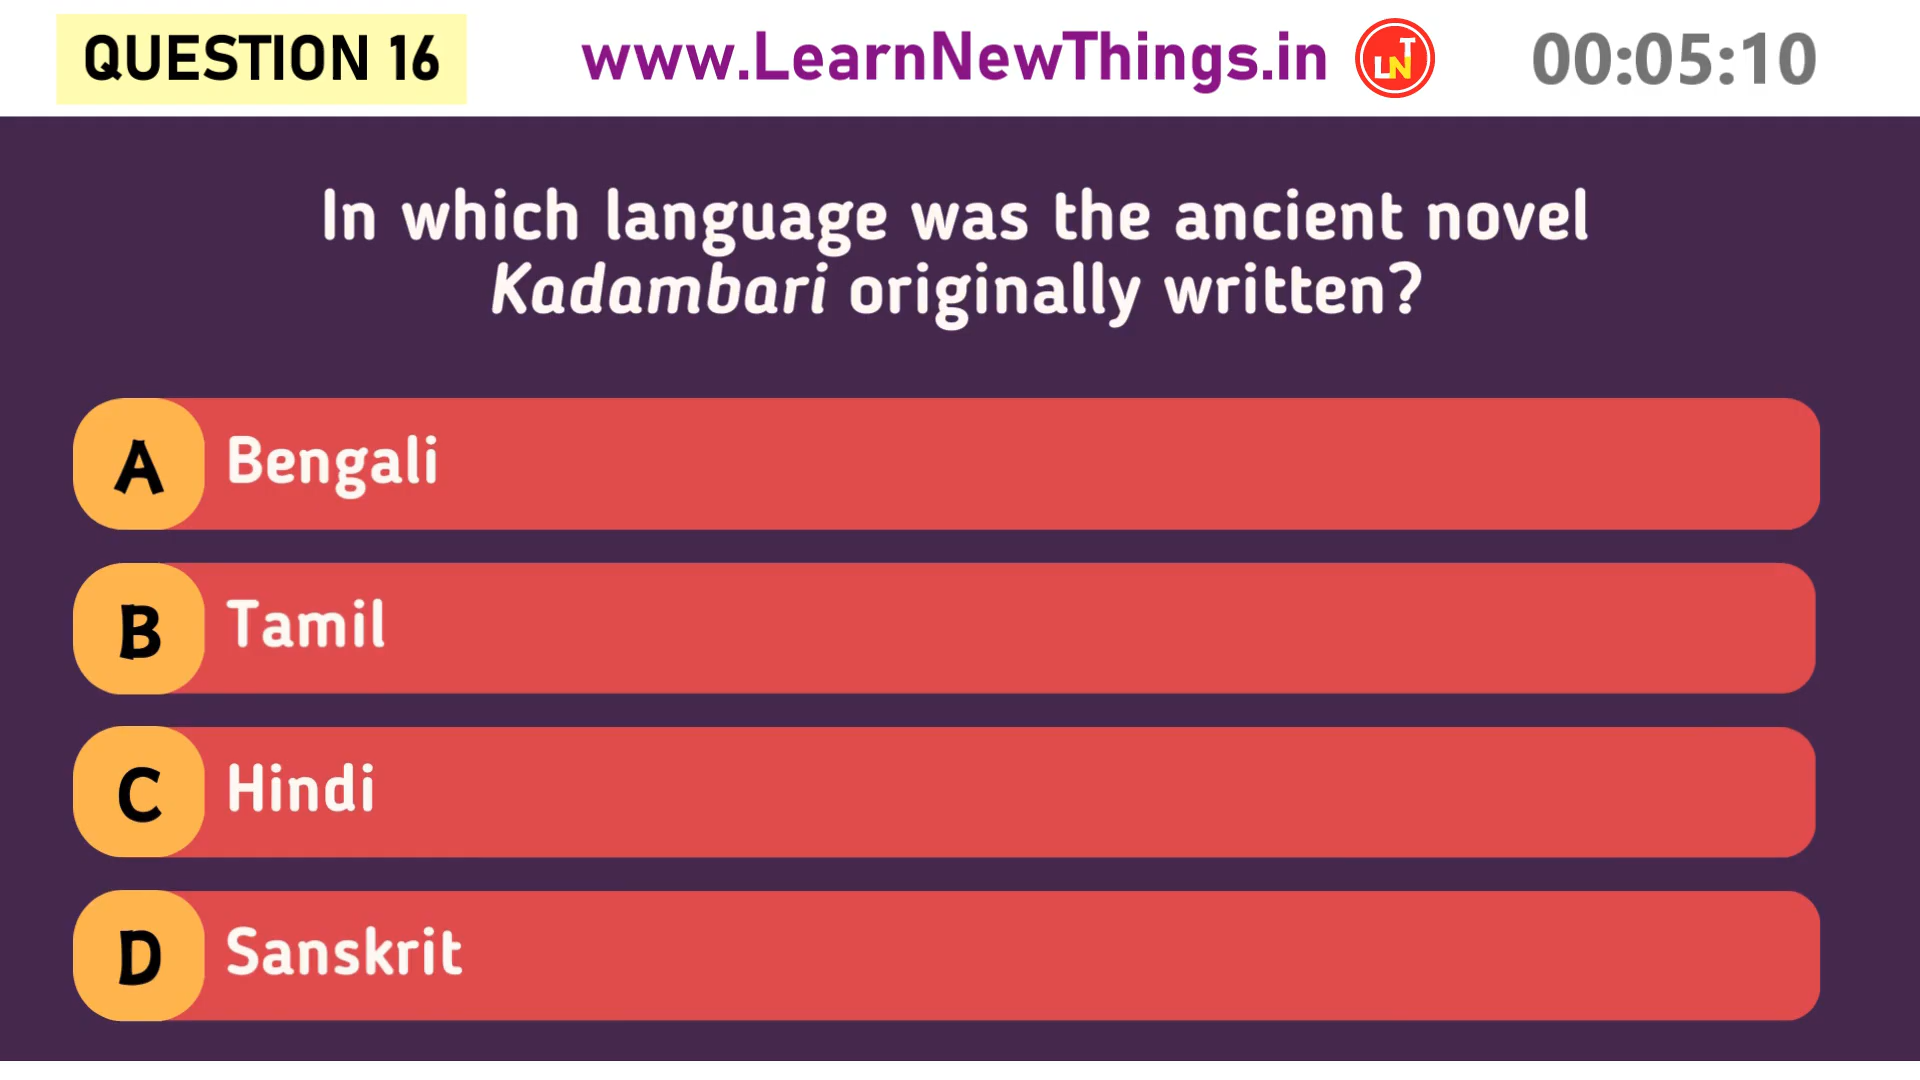 QUESTION 16
www.LearnNewThings.in
LNT
00:05:10
In which language was the ancient novel
Kadambari originally written?
A Bengali
B Tamil
C Hindi
D Sanskrit